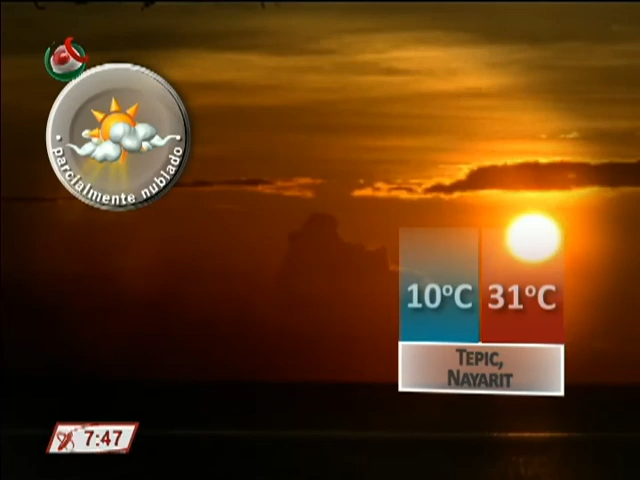 parcialmente nublado
10°C 31°C
TEPIC,
NAYARIT
7:47